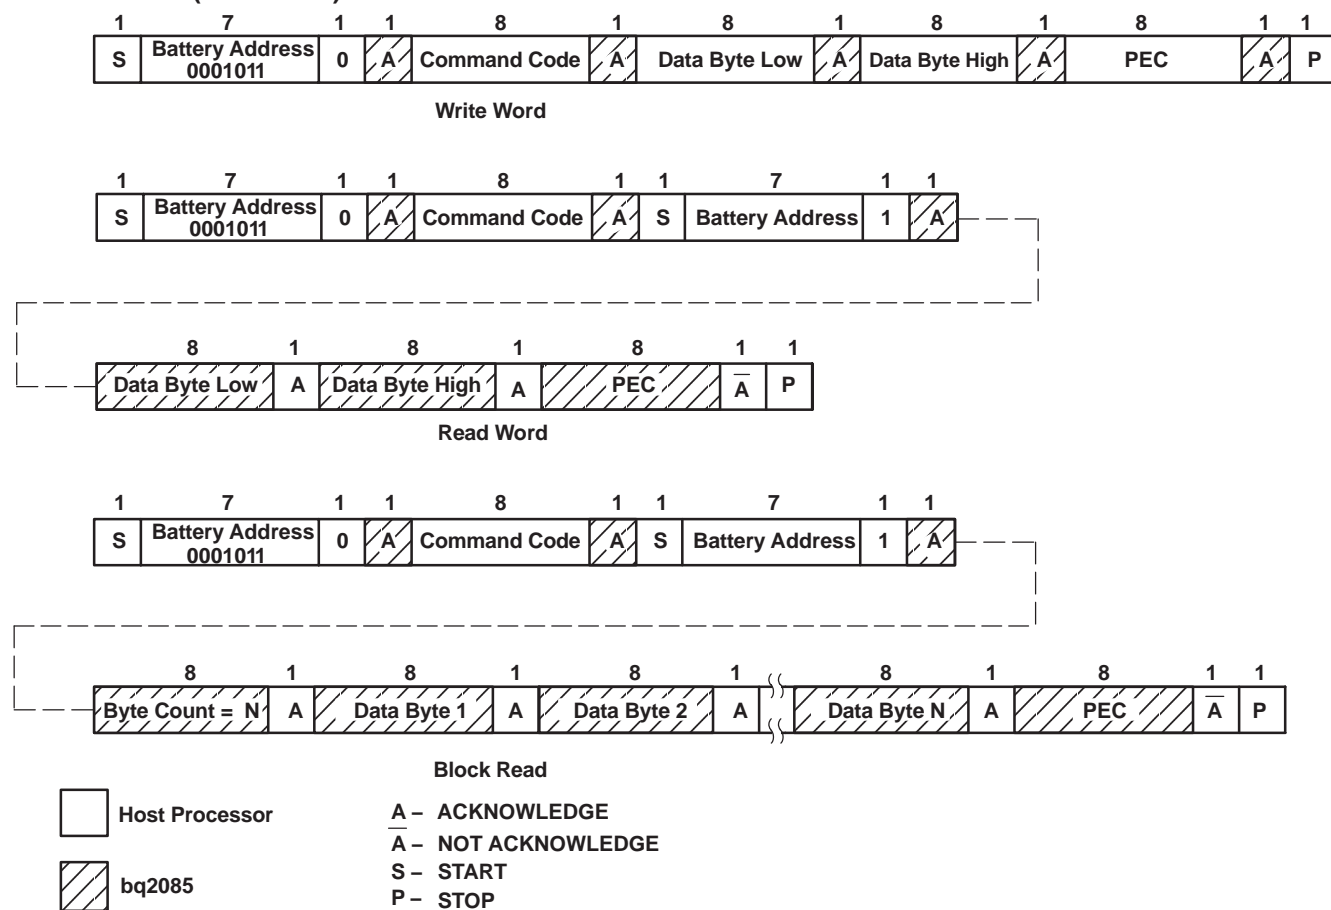 1 7 1 1 8 1 8 1 8 1 8 1 1
S Battery Address 0001011 0 A Command Code A Data Byte Low A Data Byte High A PEC A P
Write Word
1 7 1 1 8 1 1 7 1 1
S Battery Address 0001011 0 A Command Code A S Battery Address 1 A
8 1 8 1 8 1 1
Data Byte Low A Data Byte High A PEC A P
Read Word
1 7 1 1 8 1 1 7 1 1
S Battery Address 0001011 0 A Command Code A S Battery Address 1 A
8 1 8 1 8 1 8 1 8 1 1
Byte Count = N A Data Byte 1 A Data Byte 2 A Data Byte N A PEC A P
Block Read
Host Processor
bq2085
A – ACKNOWLEDGE
A – NOT ACKNOWLEDGE
S – START
P – STOP